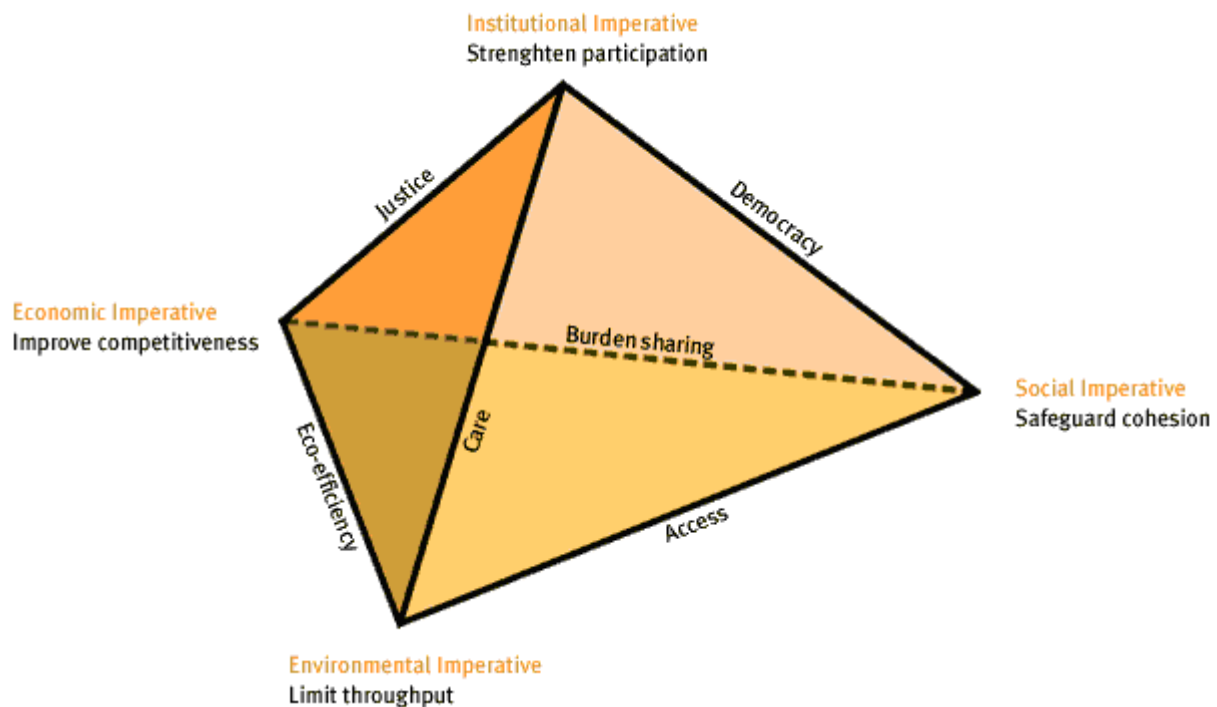 Institutional Imperative
Strenghten participation
Justice
Democracy
Economic Imperative
Improve competitiveness
Burden sharing
Social Imperative
Safeguard cohesion
Care
Eco-efficiency
Access
Environmental Imperative
Limit throughput